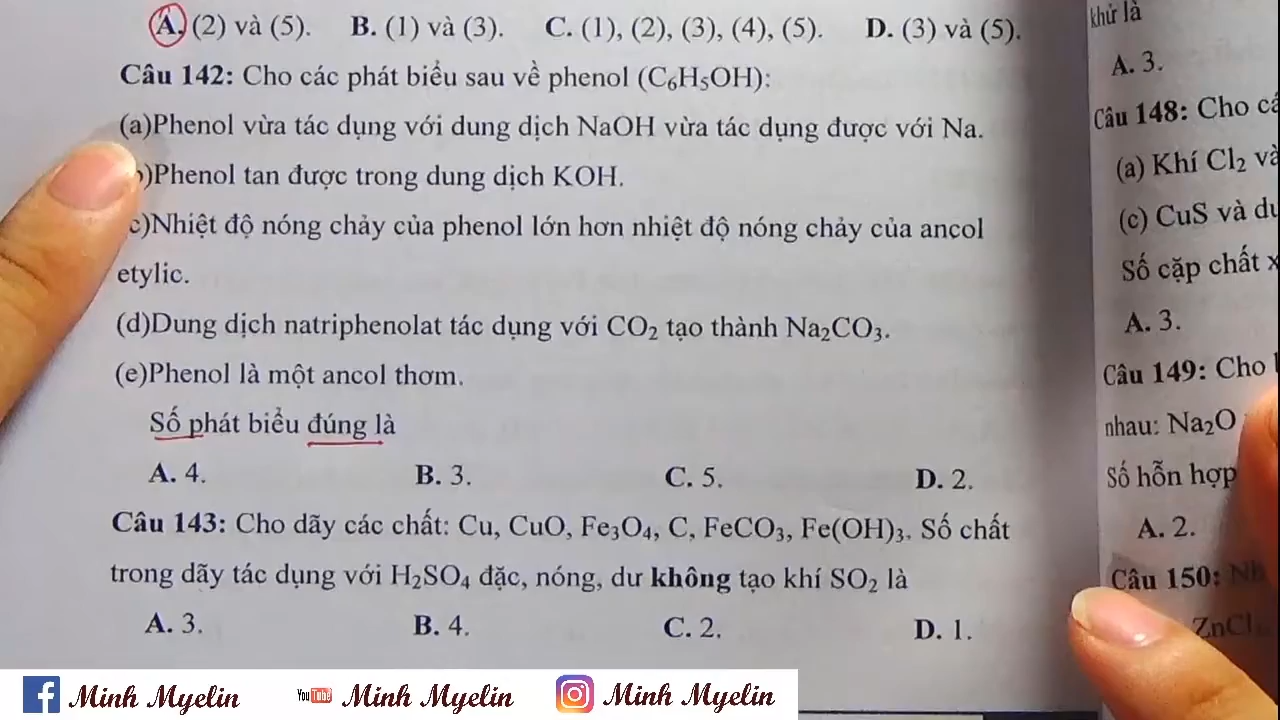 A. (2) và (5). B. (1) và (3). C. (1), (2), (3), (4), (5). D. (3) và (5).
Câu 142: Cho các phát biểu sau về phenol (C₆H₅OH):
(a)Phenol vừa tác dụng với dung dịch NaOH vừa tác dụng được với Na.
)Phenol tan được trong dung dịch KOH.
c)Nhiệt độ nóng chảy của phenol lớn hơn nhiệt độ nóng chảy của ancol
etylic.
(d)Dung dịch natriphenolat tác dụng với CO₂ tạo thành Na₂CO₃.
(e)Phenol là một ancol thơm.
Số phát biểu đúng là
A. 4. B. 3. C. 5. D. 2.
Câu 143: Cho dãy các chất: Cu, CuO, Fe₃O₄, C, FeCO₃, Fe(OH)₃. Số chất
trong dãy tác dụng với H₂SO₄ đặc, nóng, dư không tạo khí SO₂ là
A. 3. B. 4. C. 2. D. 1.
khử là
A. 3.
Câu 148: Cho
(a) Khí Cl₂ và
(c) CuS và
Số cặp chất
A. 3.
Câu 149: Cho
nhau: Na₂O
Số hỗn hợp
A. 2.
Câu 150:
ZnCl
Minh Myelin You Tube Minh Myelin Minh Myelin